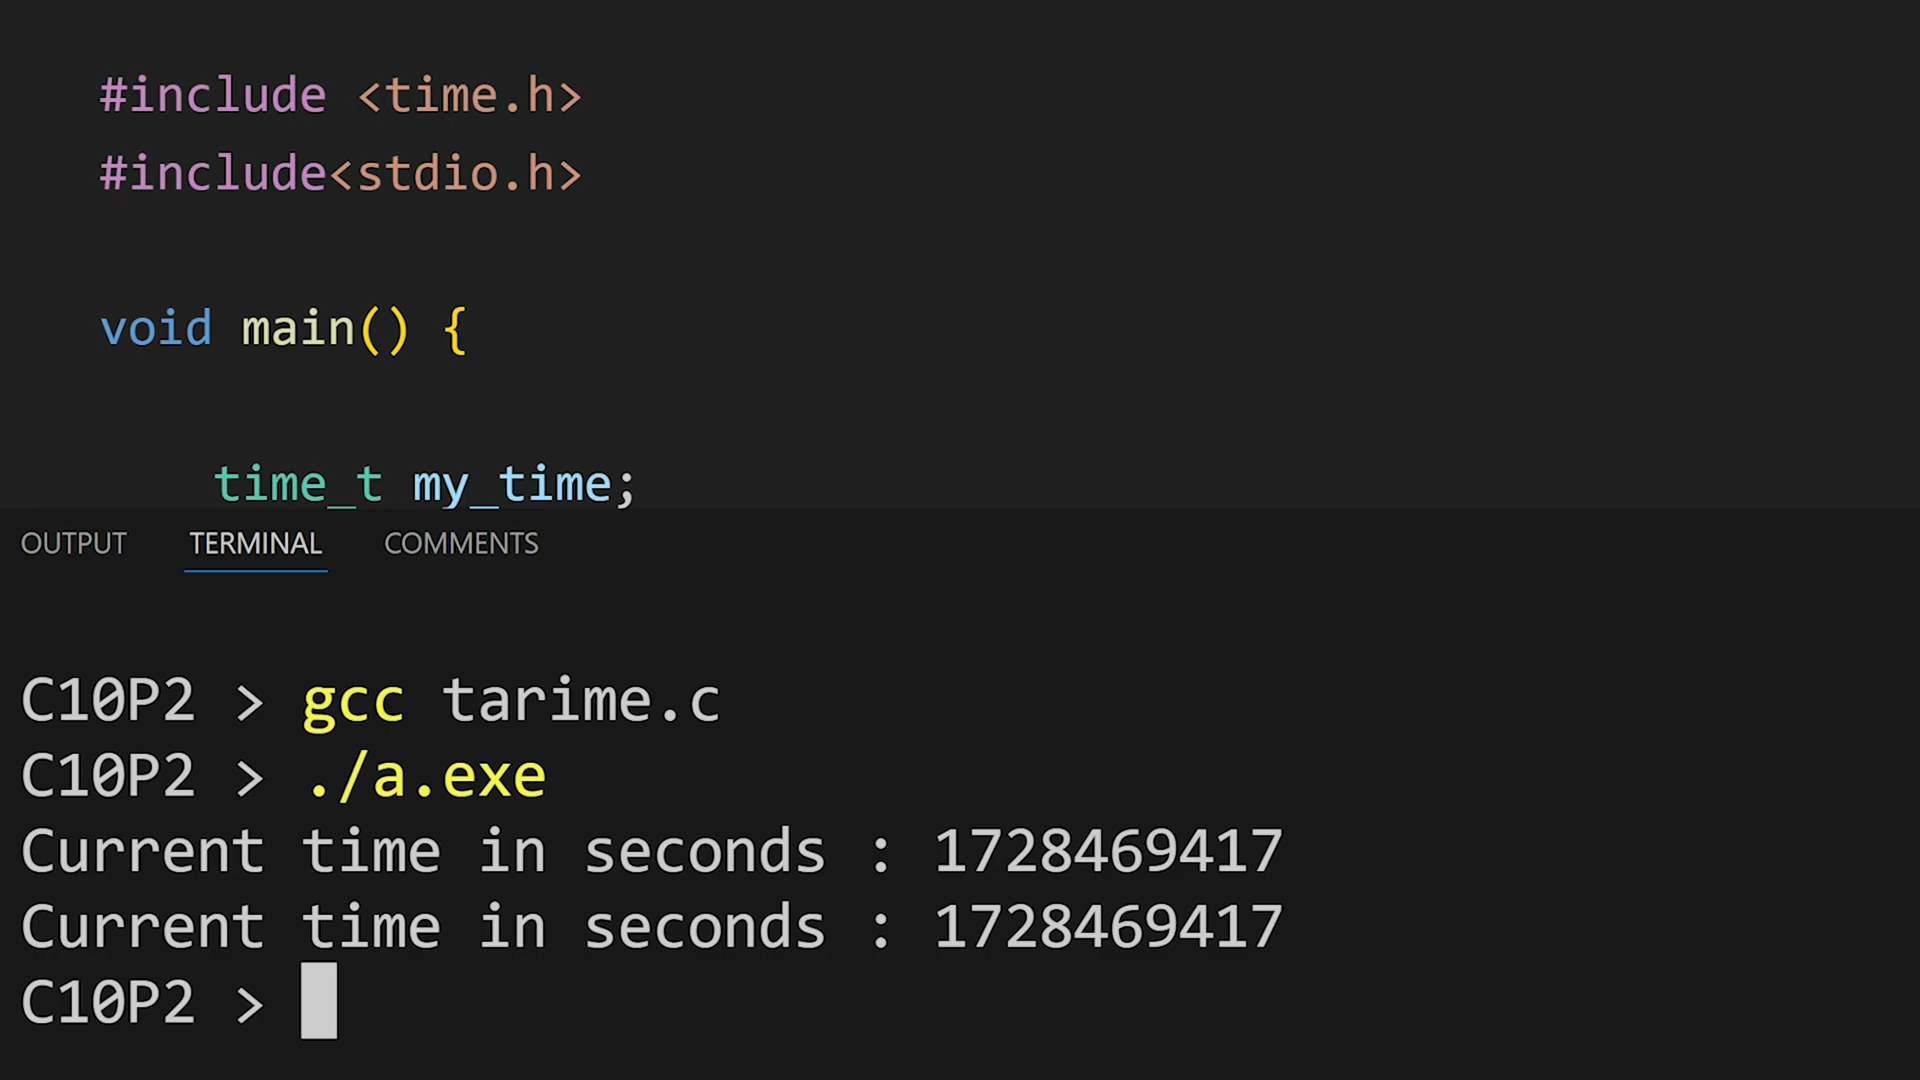 #include <time.h>
#include<stdio.h>
void main() {
time_t my_time;
OUTPUT TERMINAL COMMENTS
C10P2 > gcc tarime.c
C10P2 > ./a.exe
Current time in seconds : 1728469417
Current time in seconds : 1728469417
C10P2 >